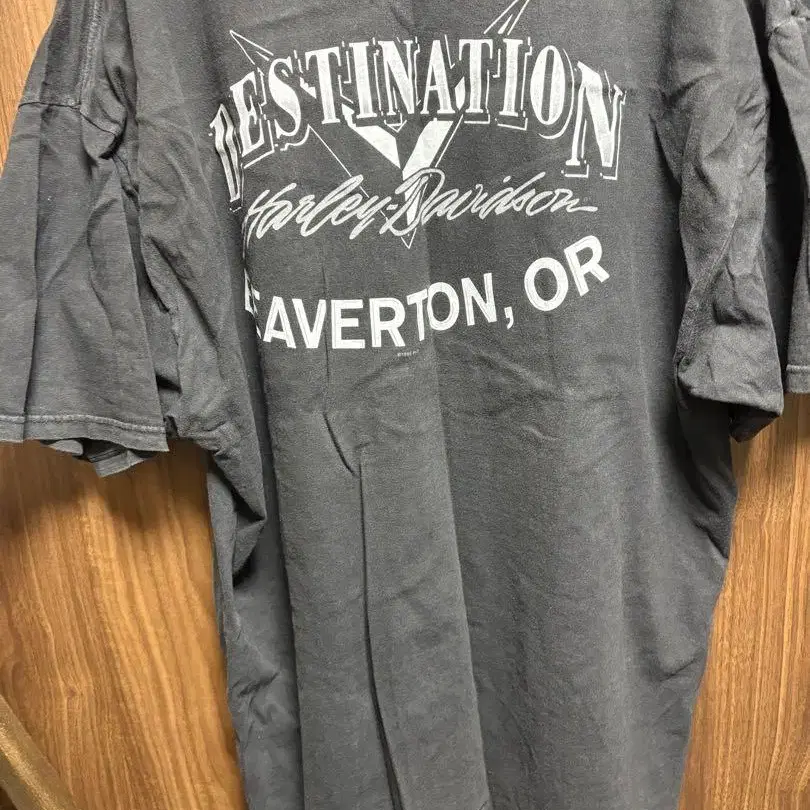 DESTINATION
Harley-Davidson
EAVERTON, OR